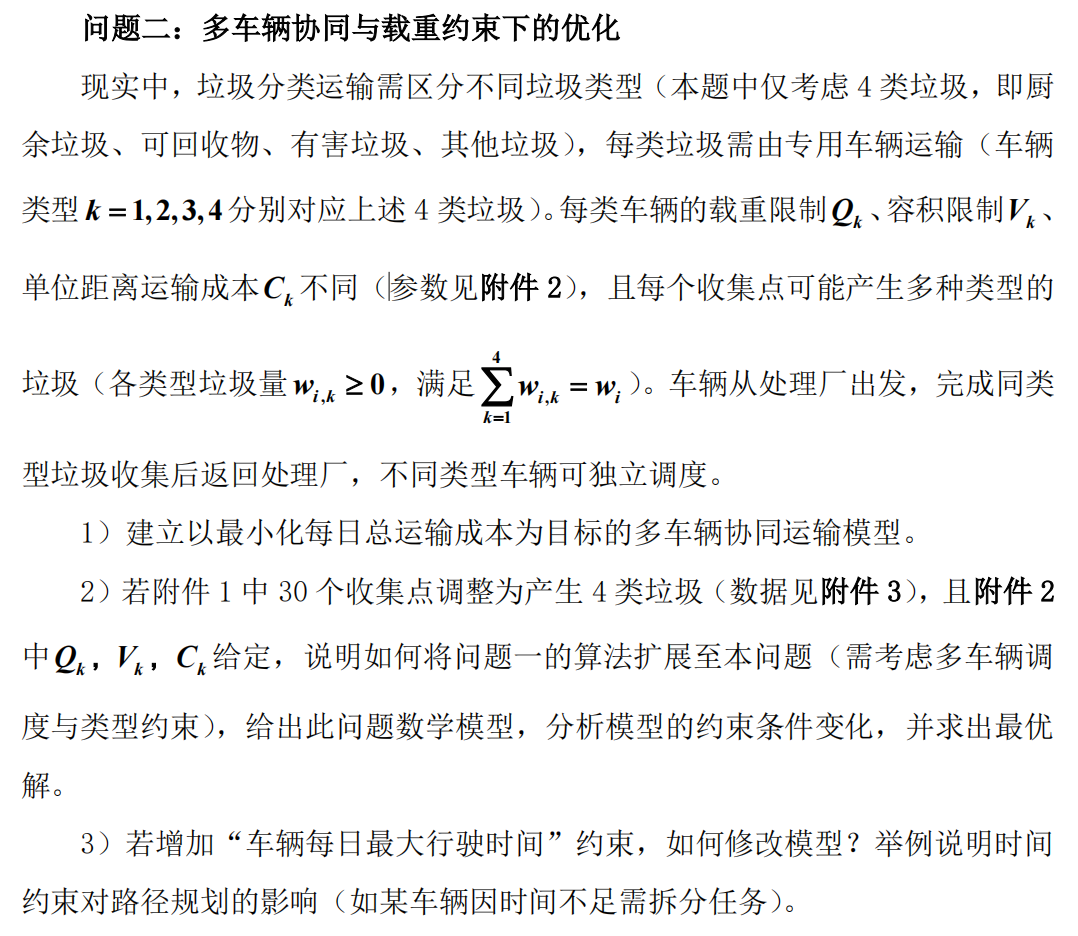 问题二：多车辆协同与载重约束下的优化
现实中，垃圾分类运输需区分不同垃圾类型（本题中仅考虑 4 类垃圾，即厨
余垃圾、可回收物、有害垃圾、其他垃圾），每类垃圾需由专用车辆运输（车辆
类型 k = 1,2,3,4 分别对应上述 4 类垃圾）。每类车辆的载重限制 Q_k、容积限制 V_k、
单位距离运输成本 C_k 不同（参数见附件 2），且每个收集点可能产生多种类型的
垃圾（各类型垃圾量 w_{i,k} ≥ 0，满足 \sum_{k=1}^{4} w_{i,k} = w_i）。车辆从处理厂出发，完成同类
型垃圾收集后返回处理厂，不同类型车辆可独立调度。
1）建立以最小化每日总运输成本为目标的多车辆协同运输模型。
2）若附件 1 中 30 个收集点调整为产生 4 类垃圾（数据见附件 3），且附件 2
中 Q_k，V_k，C_k 给定，说明如何将问题一的算法扩展至本问题（需考虑多车辆调
度与类型约束），给出此问题数学模型，分析模型的约束条件变化，并求出最优
解。
3）若增加“车辆每日最大行驶时间”约束，如何修改模型？举例说明时间
约束对路径规划的影响（如某车辆因时间不足需拆分任务）。